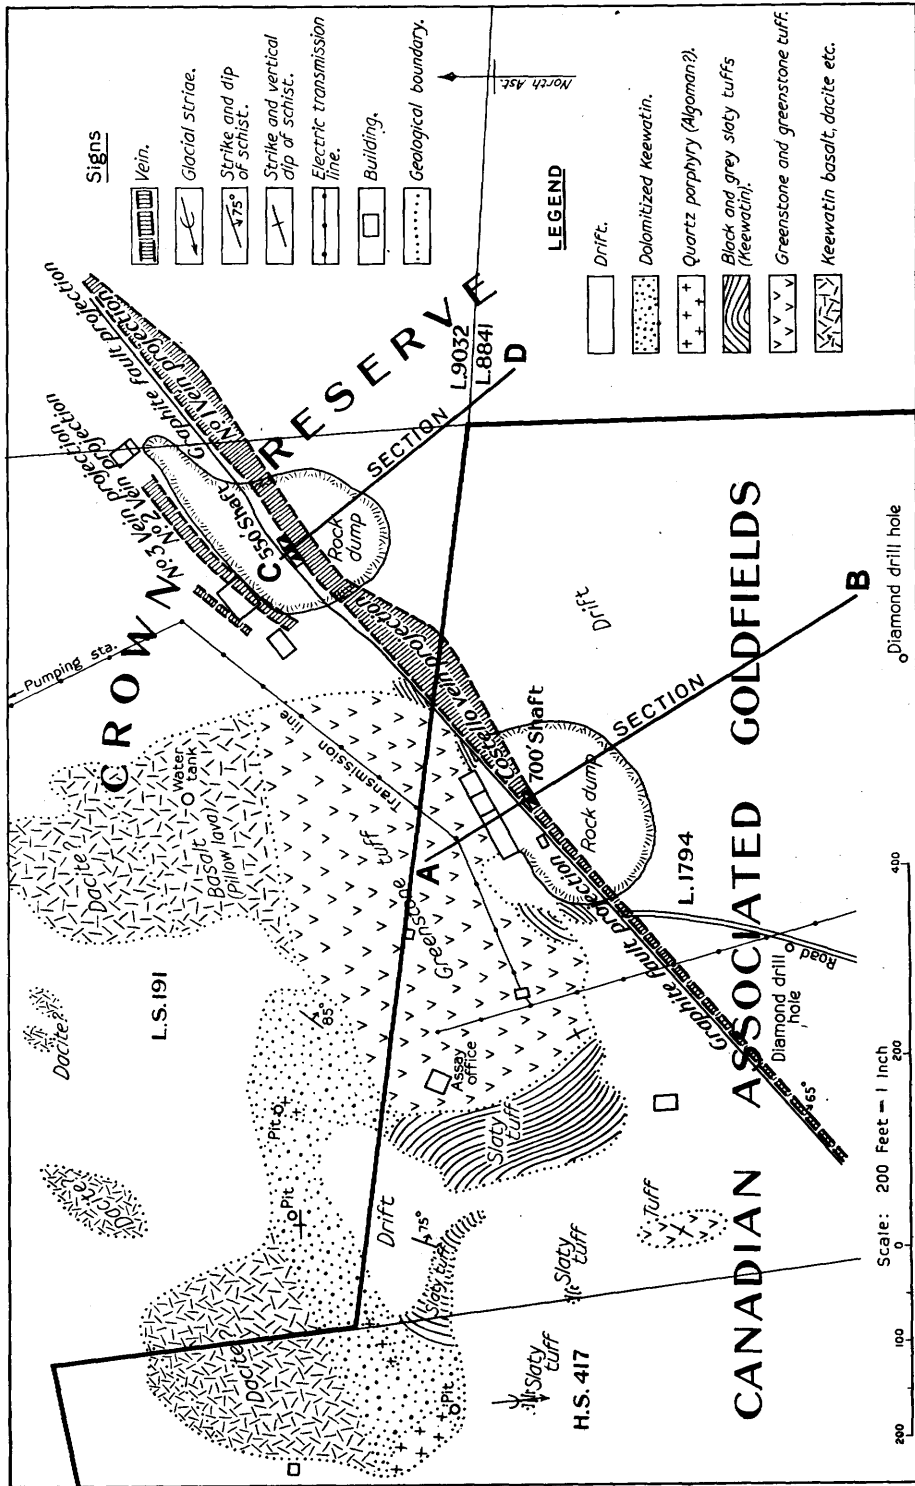 Signs
Vein.
Glacial striae.
75°
Strike and dip
of schist.
Strike and vertical
dip of schist.
Electric transmission
line.
Building.
Geological boundary.
North Ast.
LEGEND
Drift.
Dolomitized Keewatin.
Quartz porphyry (Algoman?).
Black and grey slaty tuffs
(Keewatin).
Greenstone and greenstone tuff.
Keewatin basalt, dacite etc.
CROWN RESERVE
Graphite fault projection
No. 1 Vein projection
No. 3 Vein projection
No. 2 Vein projection
L.9032
L.8841
C
550' Shaft
Rock
dump
SECTION
D
Pumping sta.
Transmission line
Dacite?
Water
tank
Basalt
(Pillow lava)
Greenstone tuff
Costello vein projection
700' Shaft
A
SECTION
B
Drift
Rock dump
Diamond drill hole
L.S.191
Dacite?
Dacite?
Dacite?
Pit
Pit
Pit
85°
Assay
office
Slaty
tuff
Drift
75°
Slaty tuff
Slaty
tuff
Slaty
tuff
Tuff
H.S. 417
Graphite fault projection
L.1794
Road
Diamond drill
hole
65°
CANADIAN ASSOCIATED GOLDFIELDS
Scale: 200 Feet = 1 Inch
200 100 0 200 400